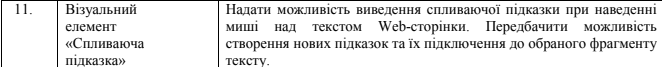 11. Візуальний Надати можливість виведення спливаючої підказки при наведенні
елемент миші над текстом Web-сторінки. Передбачити можливість
«Спливаюча створення нових підказок та їх підключення до обраного фрагменту
підказка» тексту.